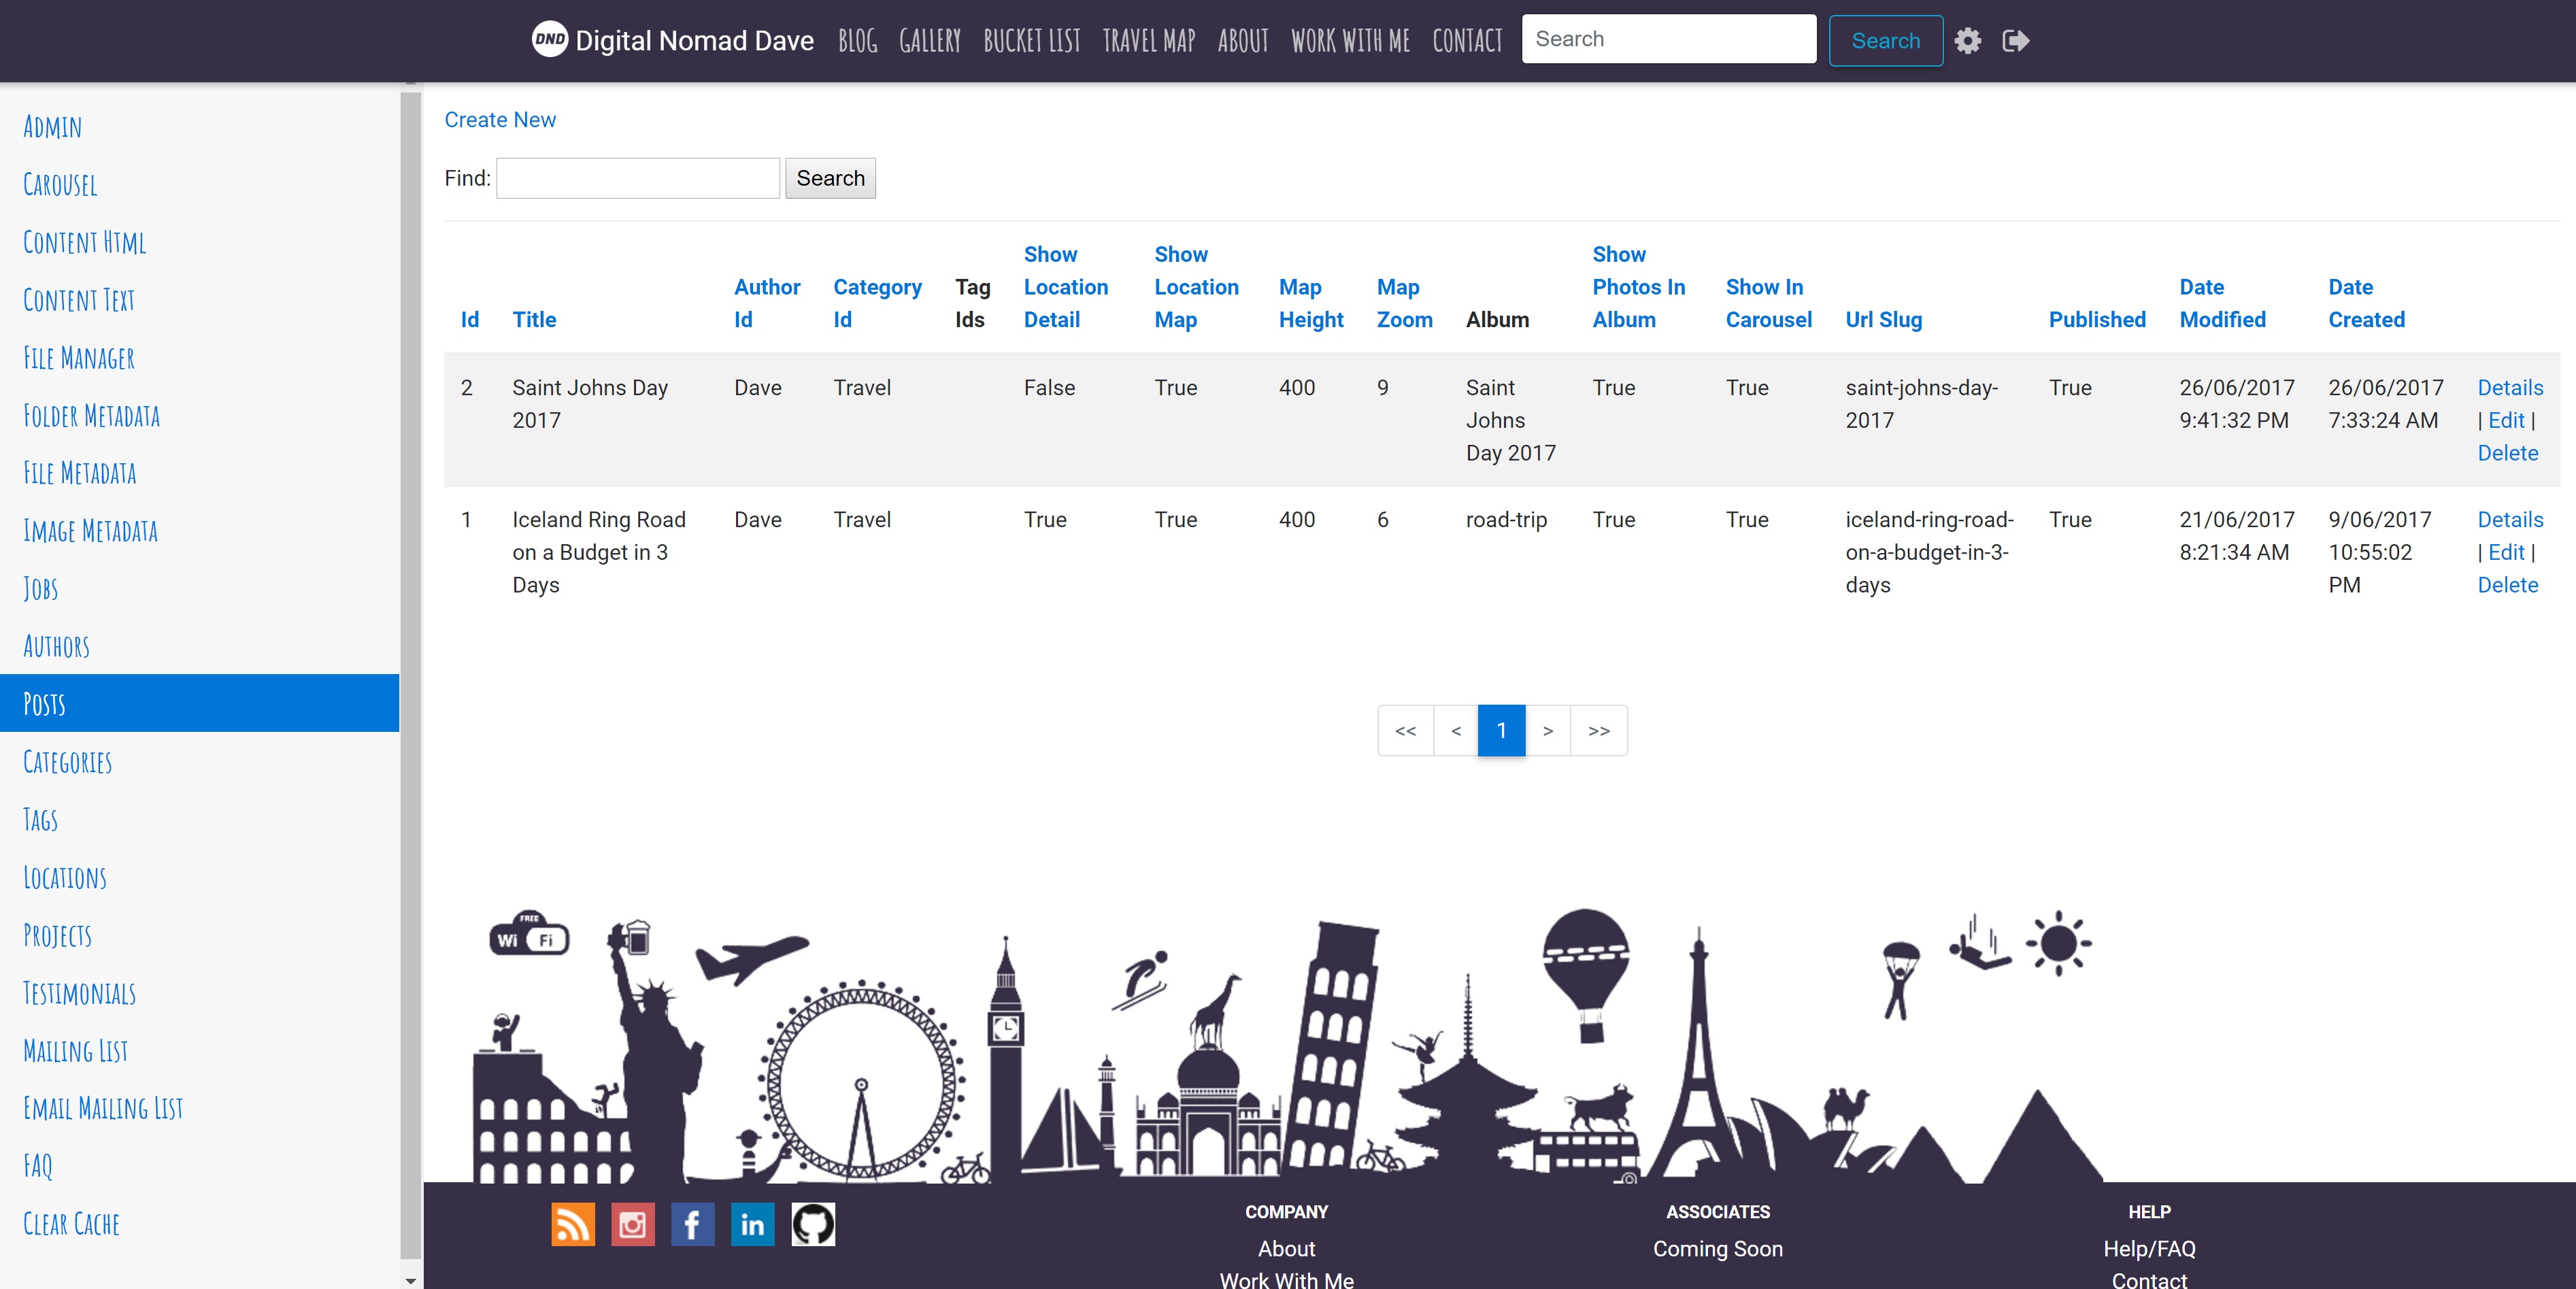 DND Digital Nomad Dave BLOG GALLERY BUCKET LIST TRAVEL MAP ABOUT WORK WITH ME CONTACT Search Search
Admin
Carousel
Content Html
Content Text
File Manager
Folder Metadata
File Metadata
Image Metadata
Jobs
Authors
Posts
Categories
Tags
Locations
Projects
Testimonials
Mailing List
Email Mailing List
FAQ
Clear Cache
Create New
Find: Search
Id Title Author Id Category Id Tag Ids Show Location Detail Show Location Map Map Height Map Zoom Album Show Photos In Album Show In Carousel Url Slug Published Date Modified Date Created
2 Saint Johns Day 2017 Dave Travel False True 400 9 Saint Johns Day 2017 True True saint-johns-day-2017 True 26/06/2017 9:41:32 PM 26/06/2017 7:33:24 AM Details | Edit | Delete
1 Iceland Ring Road on a Budget in 3 Days Dave Travel True True 400 6 road-trip True True iceland-ring-road-on-a-budget-in-3-days True 21/06/2017 8:21:34 AM 9/06/2017 10:55:02 PM Details | Edit | Delete
<< < 1 > >>
FREE
Wi Fi
in
COMPANY
About
Work With Me
ASSOCIATES
Coming Soon
HELP
Help/FAQ
Contact